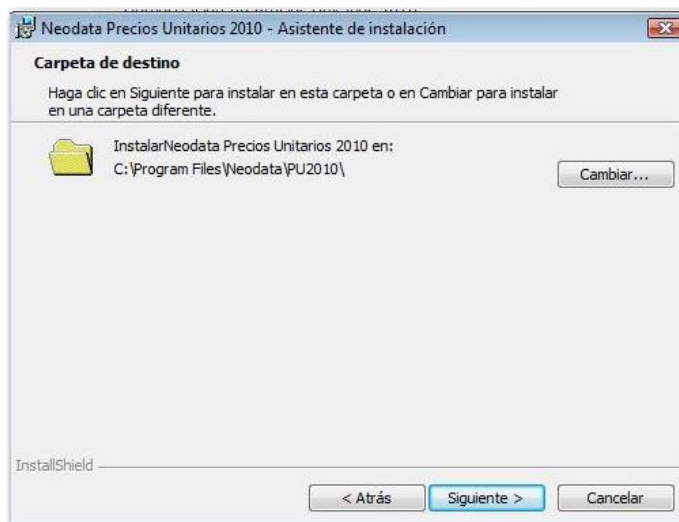 Neodata Precios Unitarios 2010 - Asistente de instalación
Carpeta de destino
Haga clic en Siguiente para instalar en esta carpeta o en Cambiar para instalar
en una carpeta diferente.
InstalarNeodata Precios Unitarios 2010 en:
C:\Program Files\Neodata\PU2010\
Cambiar...
InstallShield
< Atrás
Siguiente >
Cancelar